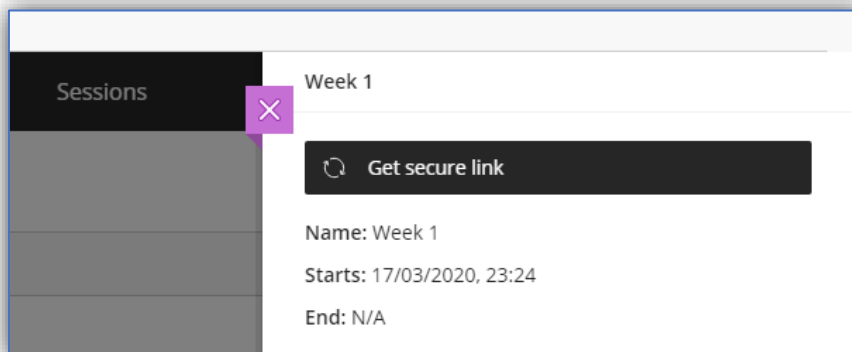 Sessions
Week 1
Get secure link
Name: Week 1
Starts: 17/03/2020, 23:24
End: N/A